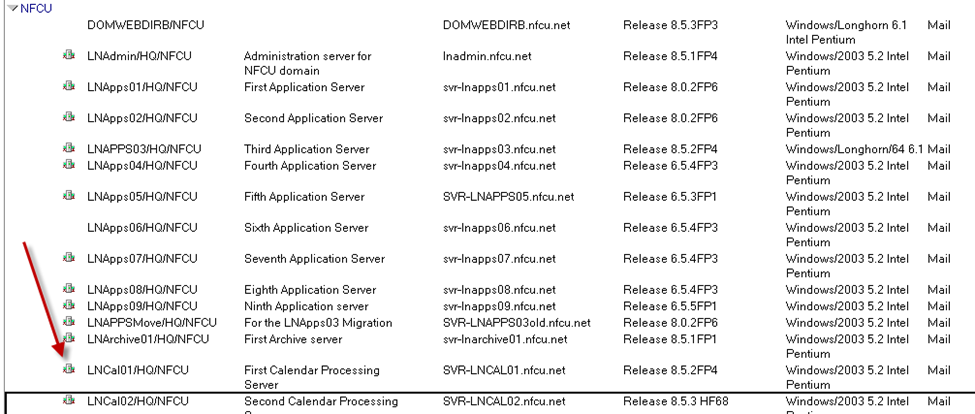 NFCU
DOMWEBDIRB/NFCU DOMWEBDIRB.nfcu.net Release 8.5.3FP3 Windows/Longhorn 6.1 Mail
Intel Pentium
LNAdmin/HQ/NFCU Administration server for lnadmin.nfcu.net Release 8.5.1FP4 Windows/2003 5.2 Intel Mail
NFCU domain Pentium
LNApps01/HQ/NFCU First Application Server svr-lnapps01.nfcu.net Release 8.0.2FP6 Windows/2003 5.2 Intel Mail
Pentium
LNApps02/HQ/NFCU Second Application Server svr-lnapps02.nfcu.net Release 8.0.2FP6 Windows/2003 5.2 Intel Mail
Pentium
LNAPPS03/HQ/NFCU Third Application Server svr-lnapps03.nfcu.net Release 8.5.2FP4 Windows/Longhorn/64 6.1 Mail
LNApps04/HQ/NFCU Fourth Application Server svr-lnapps04.nfcu.net Release 6.5.4FP3 Windows/2003 5.2 Intel Mail
Pentium
LNApps05/HQ/NFCU Fifth Application Server SVR-LNAPPS05.nfcu.net Release 6.5.3FP1 Windows/2003 5.2 Intel Mail
Pentium
LNApps06/HQ/NFCU Sixth Application Server svr-lnapps06.nfcu.net Release 6.5.4FP3 Windows/2003 5.2 Intel Mail
Pentium
LNApps07/HQ/NFCU Seventh Application Server svr-lnapps07.nfcu.net Release 6.5.4FP3 Windows/2003 5.2 Intel Mail
Pentium
LNApps08/HQ/NFCU Eighth Application Server svr-lnapps08.nfcu.net Release 6.5.4FP3 Windows/2003 5.2 Intel Mail
LNApps09/HQ/NFCU Ninth Application server svr-lnapps09.nfcu.net Release 6.5.5FP1 Windows/2003 5.2 Intel Mail
LNAPPSMove/HQ/NFCU For the LNApps03 Migration SVR-LNAPPS03old.nfcu.net Release 8.0.2FP6 Windows/2003 5.2 Intel Mail
LNArchive01/HQ/NFCU First Archive server svr-lnarchive01.nfcu.net Release 8.5.1FP1 Windows/2003 5.2 Intel Mail
Pentium
LNCal01/HQ/NFCU First Calendar Processing SVR-LNCAL01.nfcu.net Release 8.5.2FP4 Windows/2003 5.2 Intel Mail
Server Pentium
LNCal02/HQ/NFCU Second Calendar Processing SVR-LNCAL02.nfcu.net Release 8.5.3 HF68 Windows/2003 5.2 Intel Mail